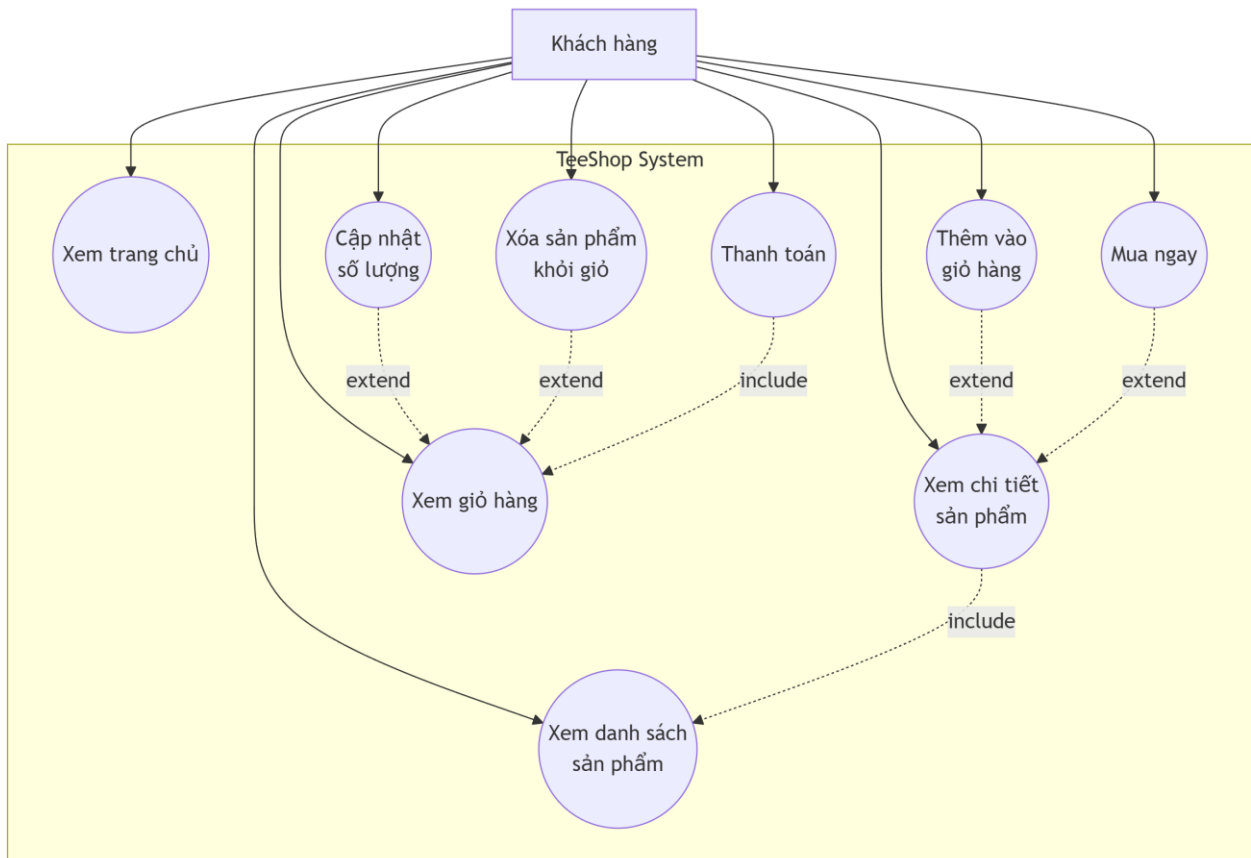 Khách hàng
TeeShop System
Xem trang chủ
Cập nhật
số lượng
Xóa sản phẩm
khỏi giỏ
Thanh toán
Thêm vào
giỏ hàng
Mua ngay
extend
extend
include
extend
extend
Xem giỏ hàng
Xem chi tiết
sản phẩm
include
Xem danh sách
sản phẩm